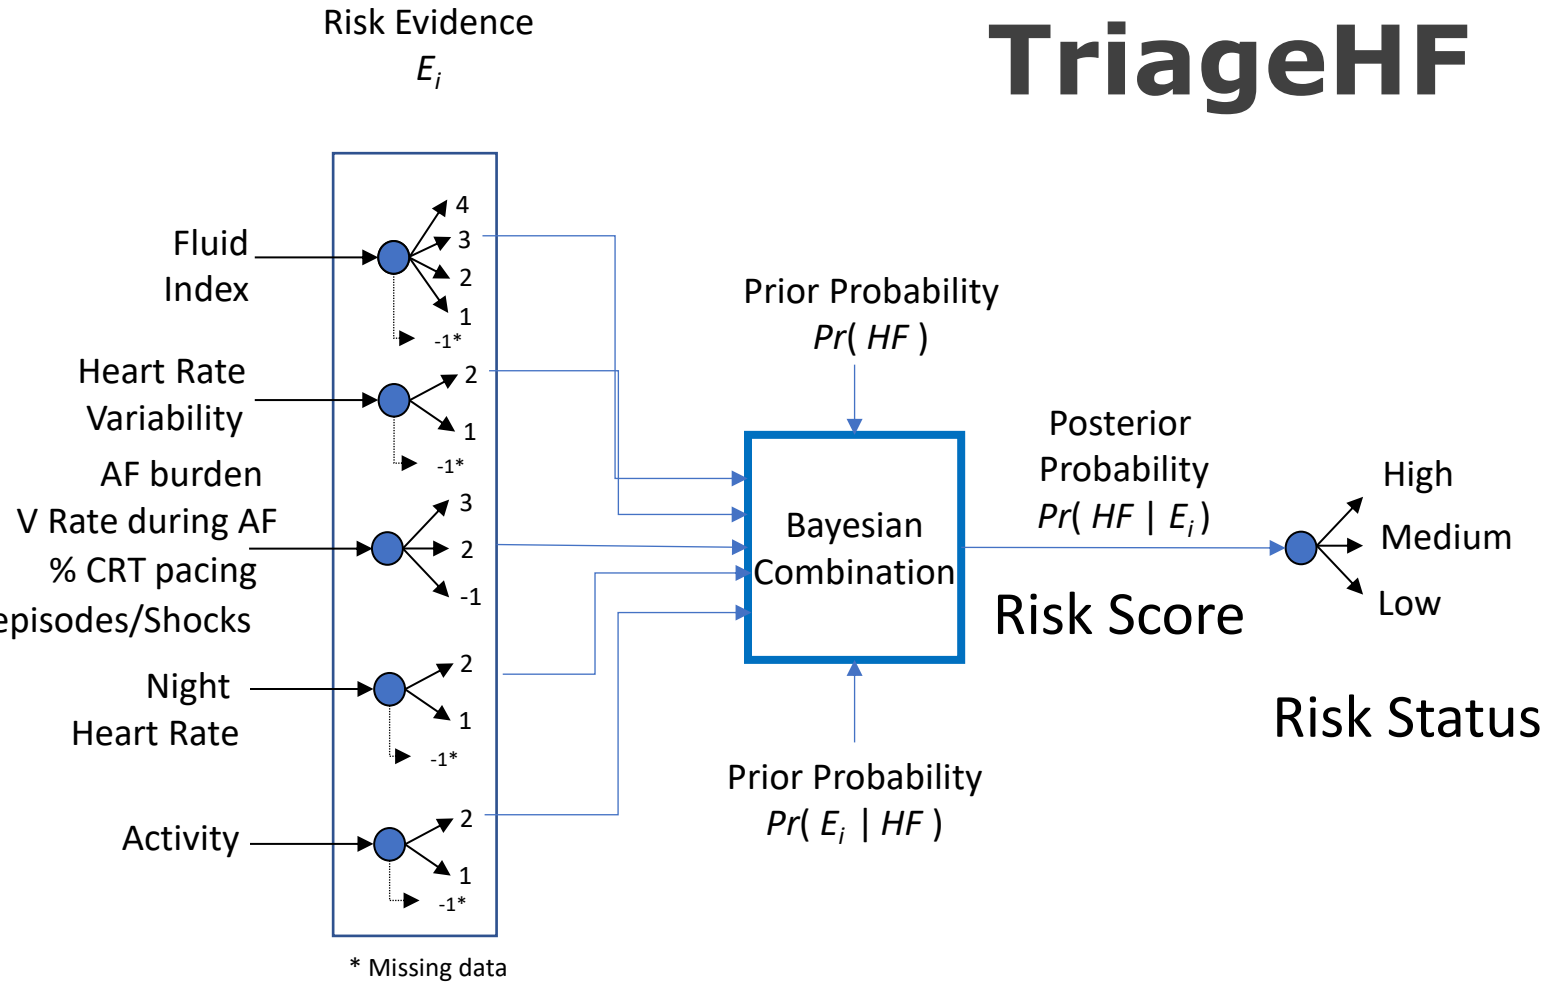 Risk Evidence
E_i
TriageHF
Fluid
Index
4
3
2
1
-1*
Heart Rate
Variability
2
1
-1*
AF burden
V Rate during AF
% CRT pacing
episodes/Shocks
3
2
-1
Night
Heart Rate
2
1
-1*
Activity
2
1
-1*
* Missing data
Prior Probability
Pr( HF )
Bayesian
Combination
Prior Probability
Pr( E_i | HF )
Posterior
Probability
Pr( HF | E_i )
Risk Score
High
Medium
Low
Risk Status